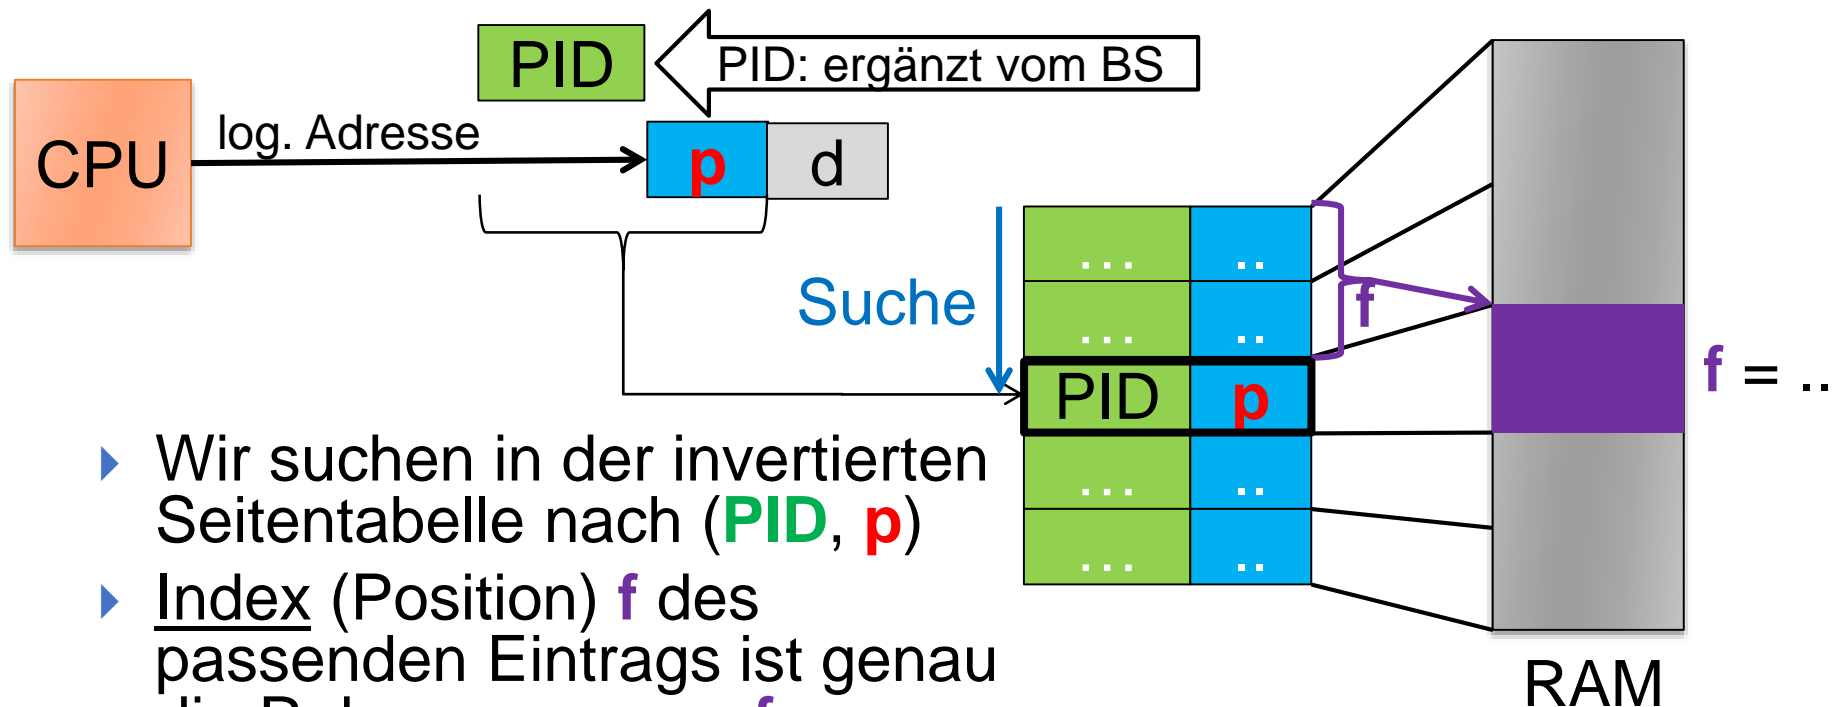 PID
PID: ergänzt vom BS
CPU
log. Adresse
p
d
Suche
... ..
... ..
PID p
... ..
... ..
f
f = ..
RAM
Wir suchen in der invertierten
Seitentabelle nach (PID, p)
Index (Position) f des
passenden Eintrags ist genau
f